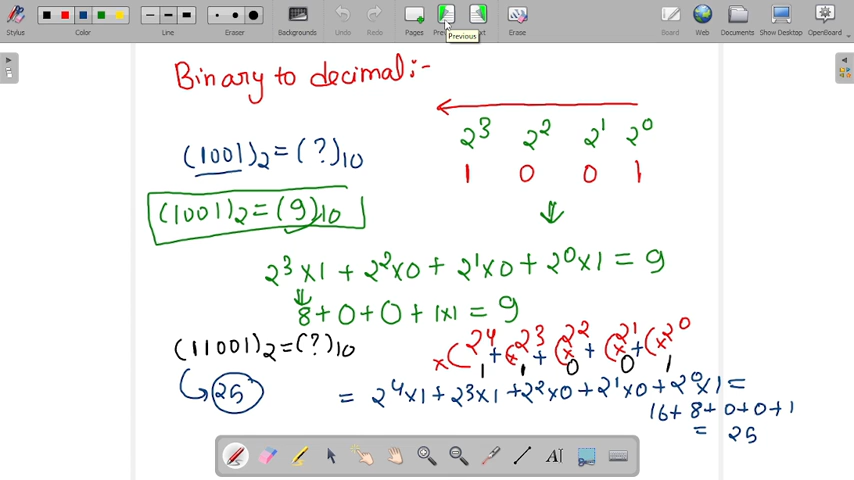 Stylus Color Line Eraser Backgrounds Undo Redo Pages Erase Board Web Documents Show Desktop OpenBoard
Previous
Binary to decimal:-
2³ 2² 2¹ 2⁰
(1001)₂=(?)₁₀
1 0 0 1
(1001)₂=(9)₁₀
2³×1 + 2²×0 + 2¹×0 + 2⁰×1 = 9
8+0+0+1×1 = 9
(11001)₂=(?)₁₀
×(2⁴ + (×2³ + (×2² + (×2¹ + (×2⁰
1 1 0 0 1
25
= 2⁴×1+2³×1+2²×0+2¹×0+2⁰×1=
16+8+0+0+1
= 25